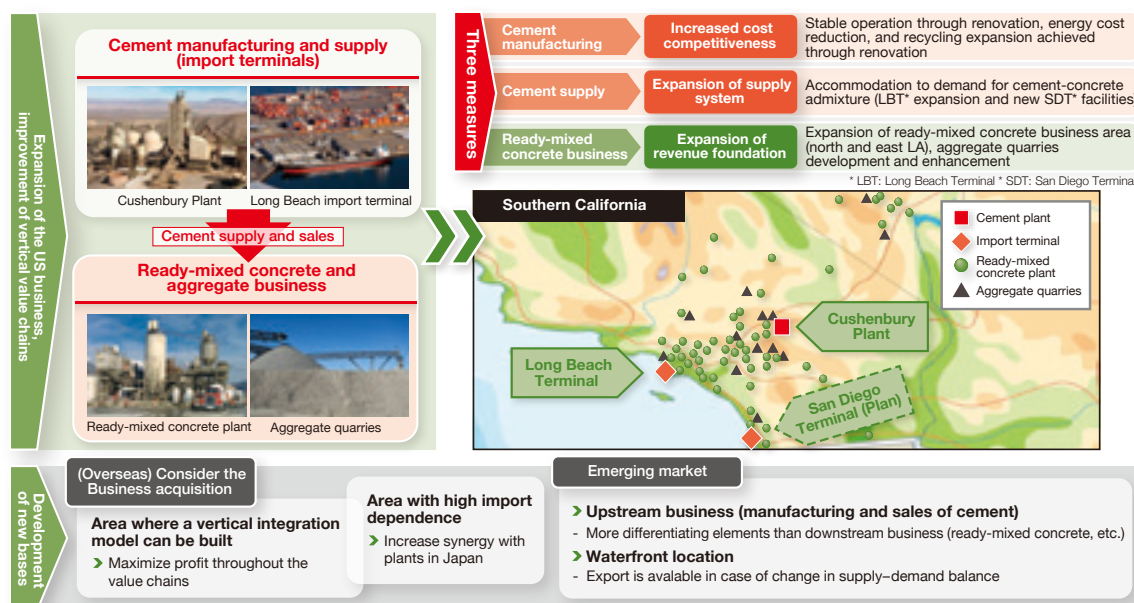 Expansion of the US business,
improvement of vertical value chains
Cement manufacturing and supply
(import terminals)
Cushenbury Plant
Long Beach import terminal
Cement supply and sales
Ready-mixed concrete and
aggregate business
Ready-mixed concrete plant
Aggregate quarries
Three measures
Cement
manufacturing
Increased cost
competitiveness
Stable operation through renovation, energy cost
reduction, and recycling expansion achieved
through renovation
Cement supply
Expansion of supply
system
Accommodation to demand for cement-concrete
admixture (LBT* expansion and new SDT* facilities
Ready-mixed
concrete business
Expansion of
revenue foundation
Expansion of ready-mixed concrete business area
(north and east LA), aggregate quarries
development and enhancement
* LBT: Long Beach Terminal * SDT: San Diego Termina
Southern California
Cement plant
Import terminal
Ready-mixed
concrete plant
Aggregate quarries
Cushenbury
Plant
Long Beach
Terminal
San Diego
Terminal (Plan)
Development
of new bases
(Overseas) Consider the
Business acquisition
Area where a vertical integration
model can be built
Maximize profit throughout the
value chains
Area with high import
dependence
Increase synergy with
plants in Japan
Emerging market
Upstream business (manufacturing and sales of cement)
- More differentiating elements than downstream business (ready-mixed concrete, etc.)
Waterfront location
- Export is avalable in case of change in supply–demand balance